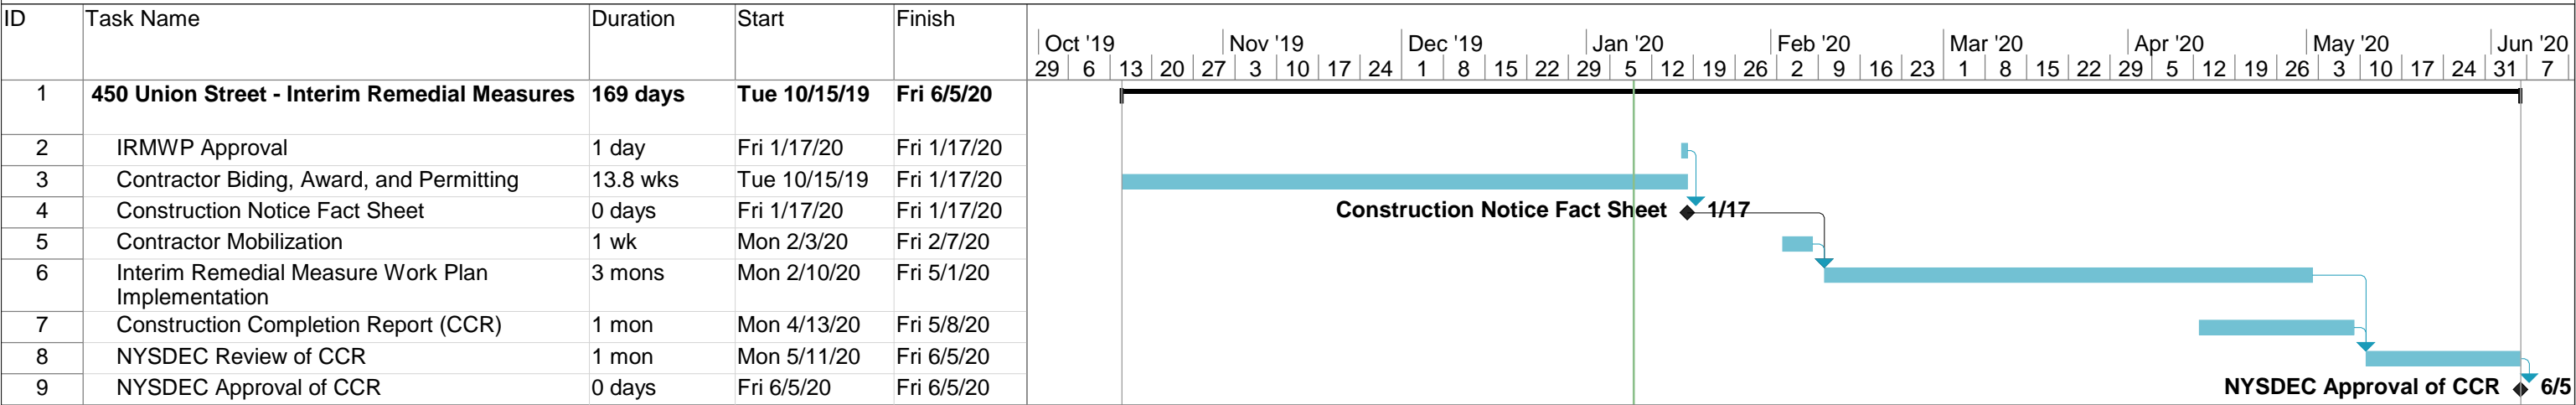 ID Task Name Duration Start Finish
Oct '19 Nov '19 Dec '19 Jan '20 Feb '20 Mar '20 Apr '20 May '20 Jun '20
29 6 13 20 27 3 10 17 24 1 8 15 22 29 5 12 19 26 2 9 16 23 1 8 15 22 29 5 12 19 26 3 10 17 24 31 7
1 450 Union Street - Interim Remedial Measures 169 days Tue 10/15/19 Fri 6/5/20
2 IRMWP Approval 1 day Fri 1/17/20 Fri 1/17/20
3 Contractor Biding, Award, and Permitting 13.8 wks Tue 10/15/19 Fri 1/17/20
4 Construction Notice Fact Sheet 0 days Fri 1/17/20 Fri 1/17/20 Construction Notice Fact Sheet 1/17
5 Contractor Mobilization 1 wk Mon 2/3/20 Fri 2/7/20
6 Interim Remedial Measure Work Plan 3 mons Mon 2/10/20 Fri 5/1/20
Implementation
7 Construction Completion Report (CCR) 1 mon Mon 4/13/20 Fri 5/8/20
8 NYSDEC Review of CCR 1 mon Mon 5/11/20 Fri 6/5/20
9 NYSDEC Approval of CCR 0 days Fri 6/5/20 Fri 6/5/20 NYSDEC Approval of CCR 6/5